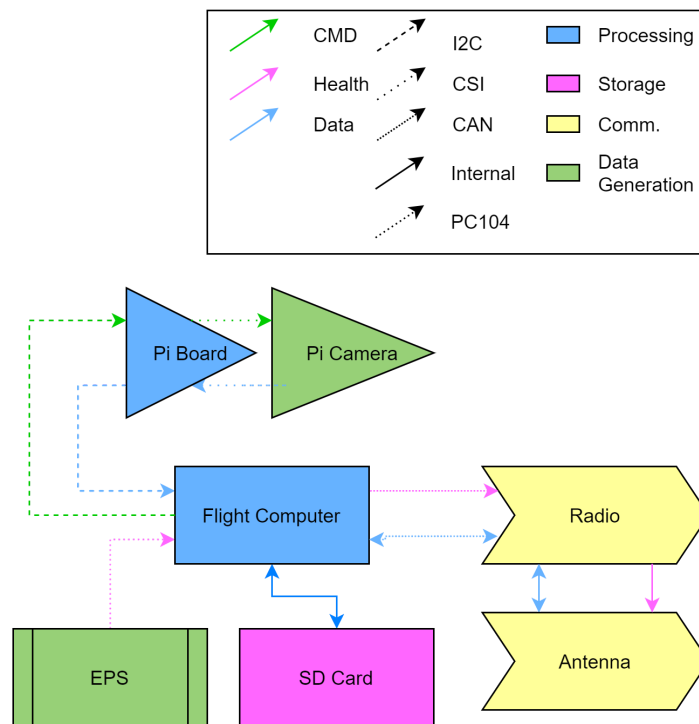 CMD
I2C
Processing
Health
CSI
Storage
Data
CAN
Comm.
Internal
Data
Generation
PC104
Pi Board
Pi Camera
Flight Computer
Radio
EPS
SD Card
Antenna